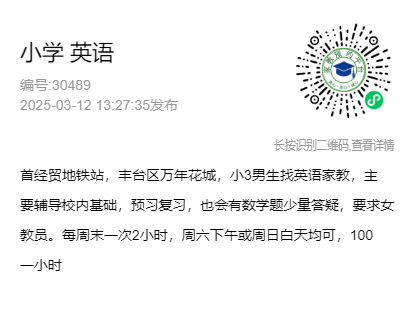 小学 英语
编号:30489
2025-03-12 13:27:35发布
长按识别二维码,查看详情
首经贸地铁站，丰台区万年花城，小3男生找英语家教，主
要辅导校内基础，预习复习，也会有数学题少量答疑，要求女
教员。每周末一次2小时，周六下午或周日白天均可，100
一小时